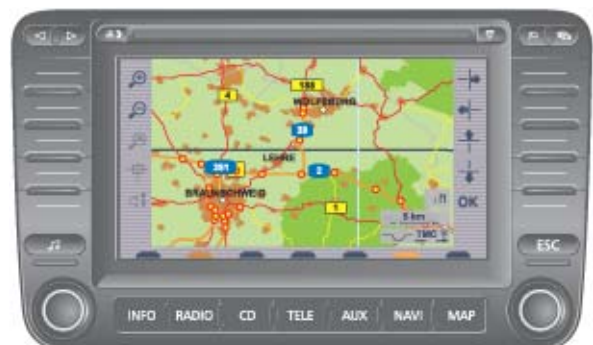 188
4
WOLFSBURG
39
LEHRE
391
2
BRAUNSCHWEIG
1
n
OK
5 km
TMC
ESC
INFO RADIO CD TELE AUX NAVI MAP